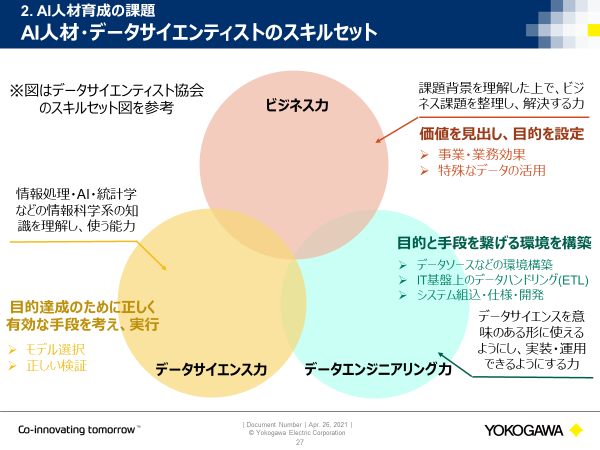 2. AI人材育成の課題
AI人材・データサイエンティストのスキルセット
※図はデータサイエンティスト協会
のスキルセット図を参考
ビジネス力
課題背景を理解した上で、ビジ
ネス課題を整理し、解決する力
価値を見出し、目的を設定
➢ 事業・業務効果
➢ 特殊なデータの活用
情報処理・AI・統計学
などの情報科学系の知
識を理解し、使う能力
目的と手段を繋げる環境を構築
➢ データソースなどの環境構築
➢ IT基盤上のデータハンドリング(ETL)
➢ システム組込・仕様・開発
目的達成のために正しく
有効な手段を考え、実行
➢ モデル選択
➢ 正しい検証
データサイエンス力
データエンジニアリング力
データサイエンスを意
味のある形に使える
ようにし、実装・運用
できるようにする力
Co-innovating tomorrow™
| Document Number | Apr. 26, 2021 |
© Yokogawa Electric Corporation
27
YOKOGAWA